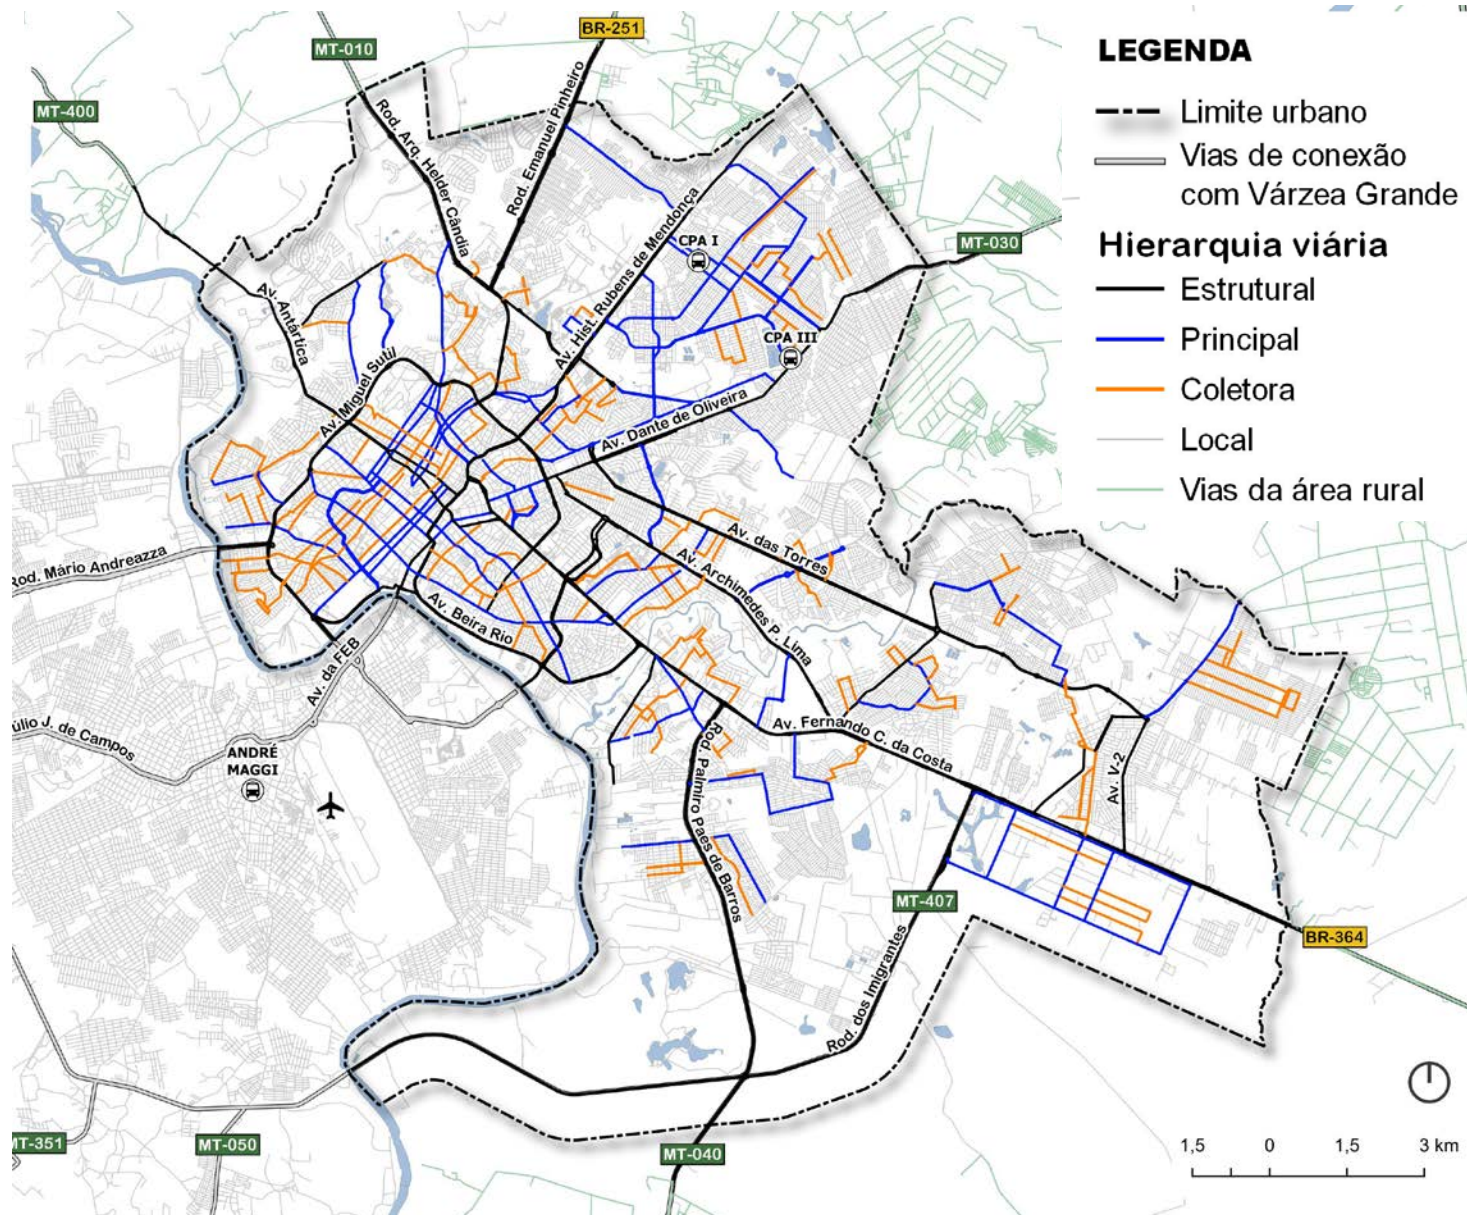 BR-251
MT-010
MT-400
Rod. Arq. Helder Cândia
Rod. Emanuel Pinheiro
Av. Hist. Rubens de Mendonça
CPA I
MT-030
Av. Antártica
CPA III
Av. Miguel Sutil
Av. Dante de Oliveira
Av. das Torres
Rod. Mário Andreazza
Av. Archimedes P. Lima
Av. Beira Rio
Av. da FEB
úlio J. de Campos
ANDRÉ
MAGGI
Av. Fernando C. da Costa
Rod. Palmiro Paes de Barros
Av. V-2
MT-407
BR-364
Rod. dos Imigrantes
MT-351
MT-050
MT-040
LEGENDA
Limite urbano
Vias de conexão
com Várzea Grande
Hierarquia viária
Estrutural
Principal
Coletora
Local
Vias da área rural
1,5 0 1,5 3 km